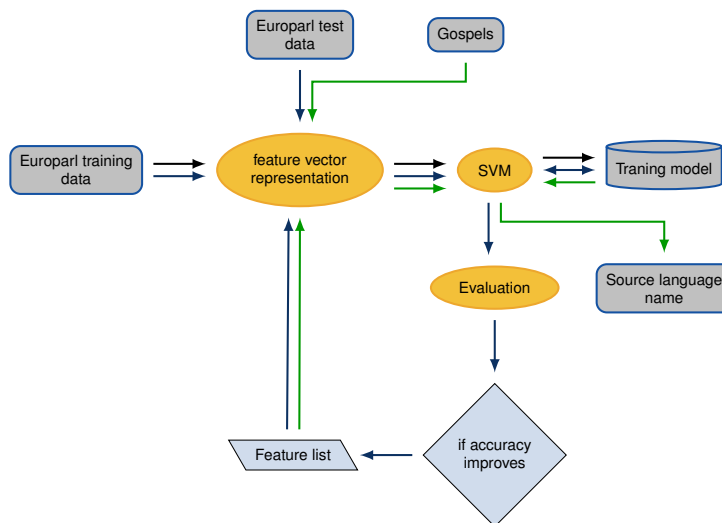 Europarl test
data
Gospels
Europarl training
data
feature vector
representation
SVM
Traning model
Evaluation
Source language
name
Feature list
if accuracy
improves